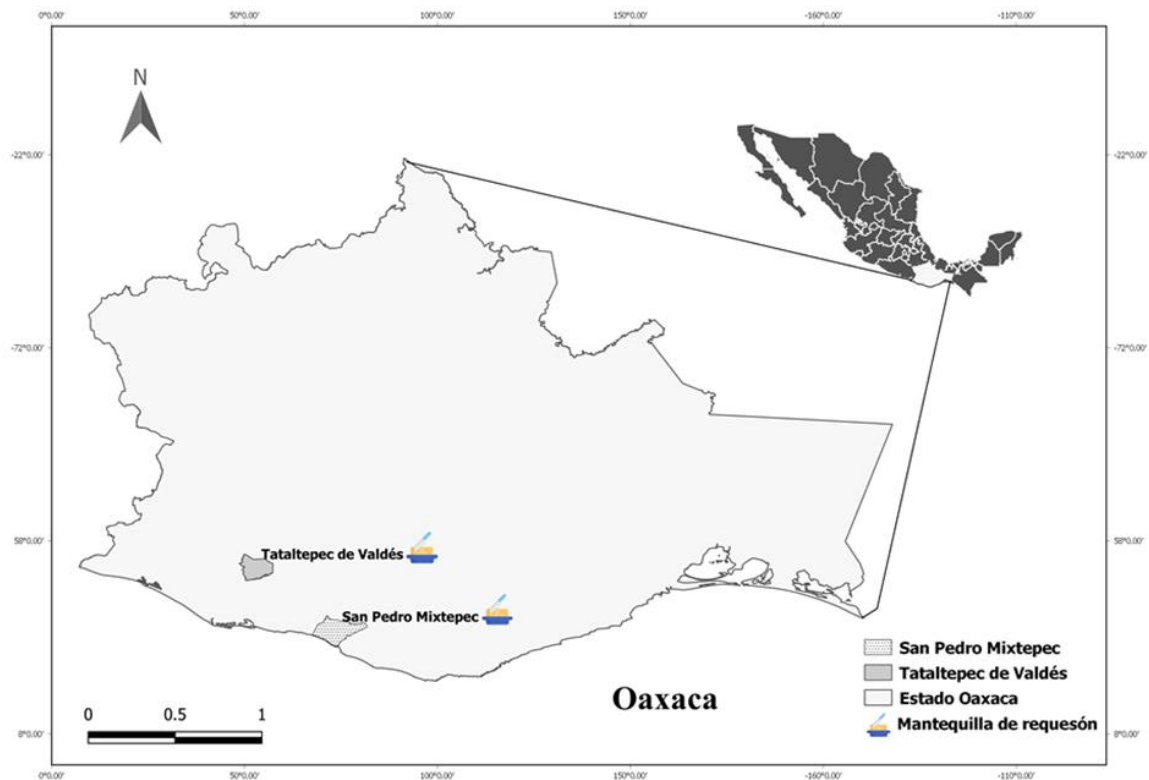 0°0.00' 50°0.00' 100°0.00' 150°0.00' -160°0.00' -110°0.00'
N
-22°0.00' -22°0.00'
-72°0.00' -72°0.00'
58°0.00' 58°0.00'
Tataltepec de Valdés
San Pedro Mixtepec
San Pedro Mixtepec
Tataltepec de Valdés
Oaxaca
Estado Oaxaca
Mantequilla de requesón
0 0.5 1
8°0.00' 8°0.00'
0°0.00' 50°0.00' 100°0.00' 150°0.00' -160°0.00' -110°0.00'